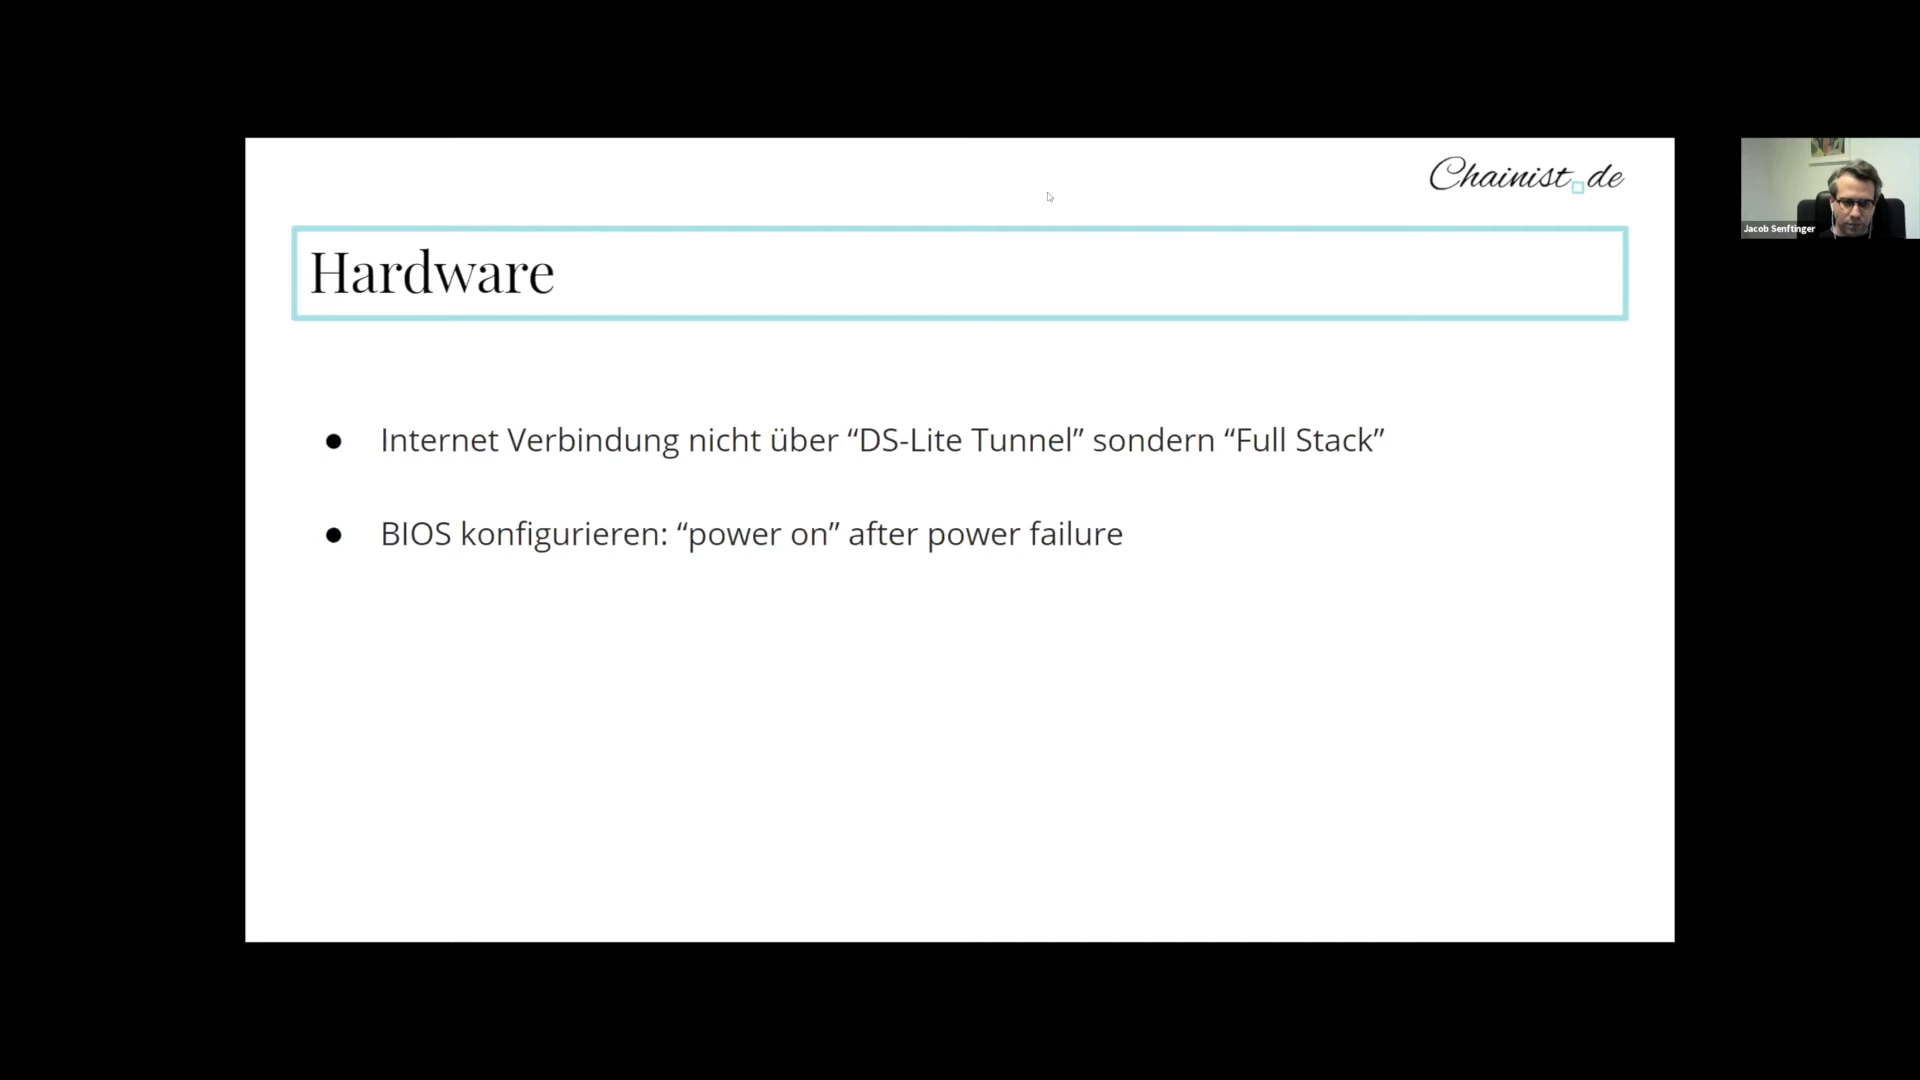 Chainist.de
Jacob Senftinger
Hardware
● Internet Verbindung nicht über “DS-Lite Tunnel” sondern “Full Stack”
● BIOS konfigurieren: “power on” after power failure